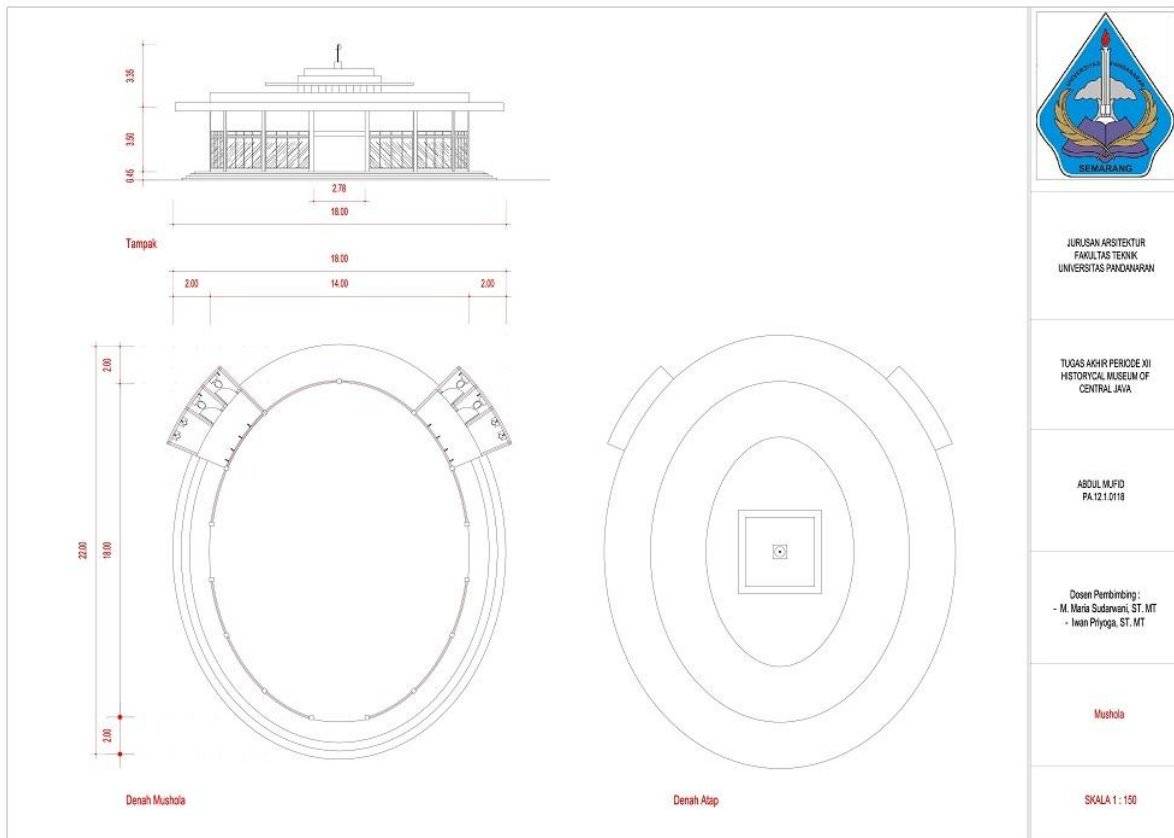 3.35
3.50
0.45
2.78
18.00
Tampak
18.00
2.00
14.00
2.00
2.00
22.00
18.00
2.00
Denah Mushola
Denah Atap
UNIVERSITAS PANDANARAN
SEMARANG
JURUSAN ARSITEKTUR
FAKULTAS TEKNIK
UNIVERSITAS PANDANARAN
TUGAS AKHIR PERIODE XII
HISTORYCAL MUSEUM OF
CENTRAL JAVA
ABDUL MUFID
PA.12.1.0118
Dosen Pembimbing :
- M. Maria Sudarwani, ST. MT
- Iwan Priyoga, ST. MT
Mushola
SKALA 1 : 150